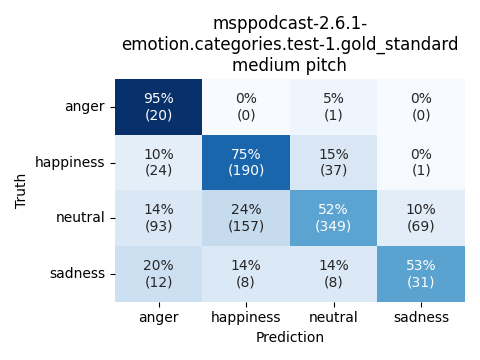 msppodcast-2.6.1-
emotion.categories.test-1.gold_standard
medium pitch
Truth
anger
95% 0% 5% 0%
(20) (0) (1) (0)
happiness
10% 75% 15% 0%
(24) (190) (37) (1)
neutral
14% 24% 52% 10%
(93) (157) (349) (69)
sadness
20% 14% 14% 53%
(12) (8) (8) (31)
anger happiness neutral sadness
Prediction